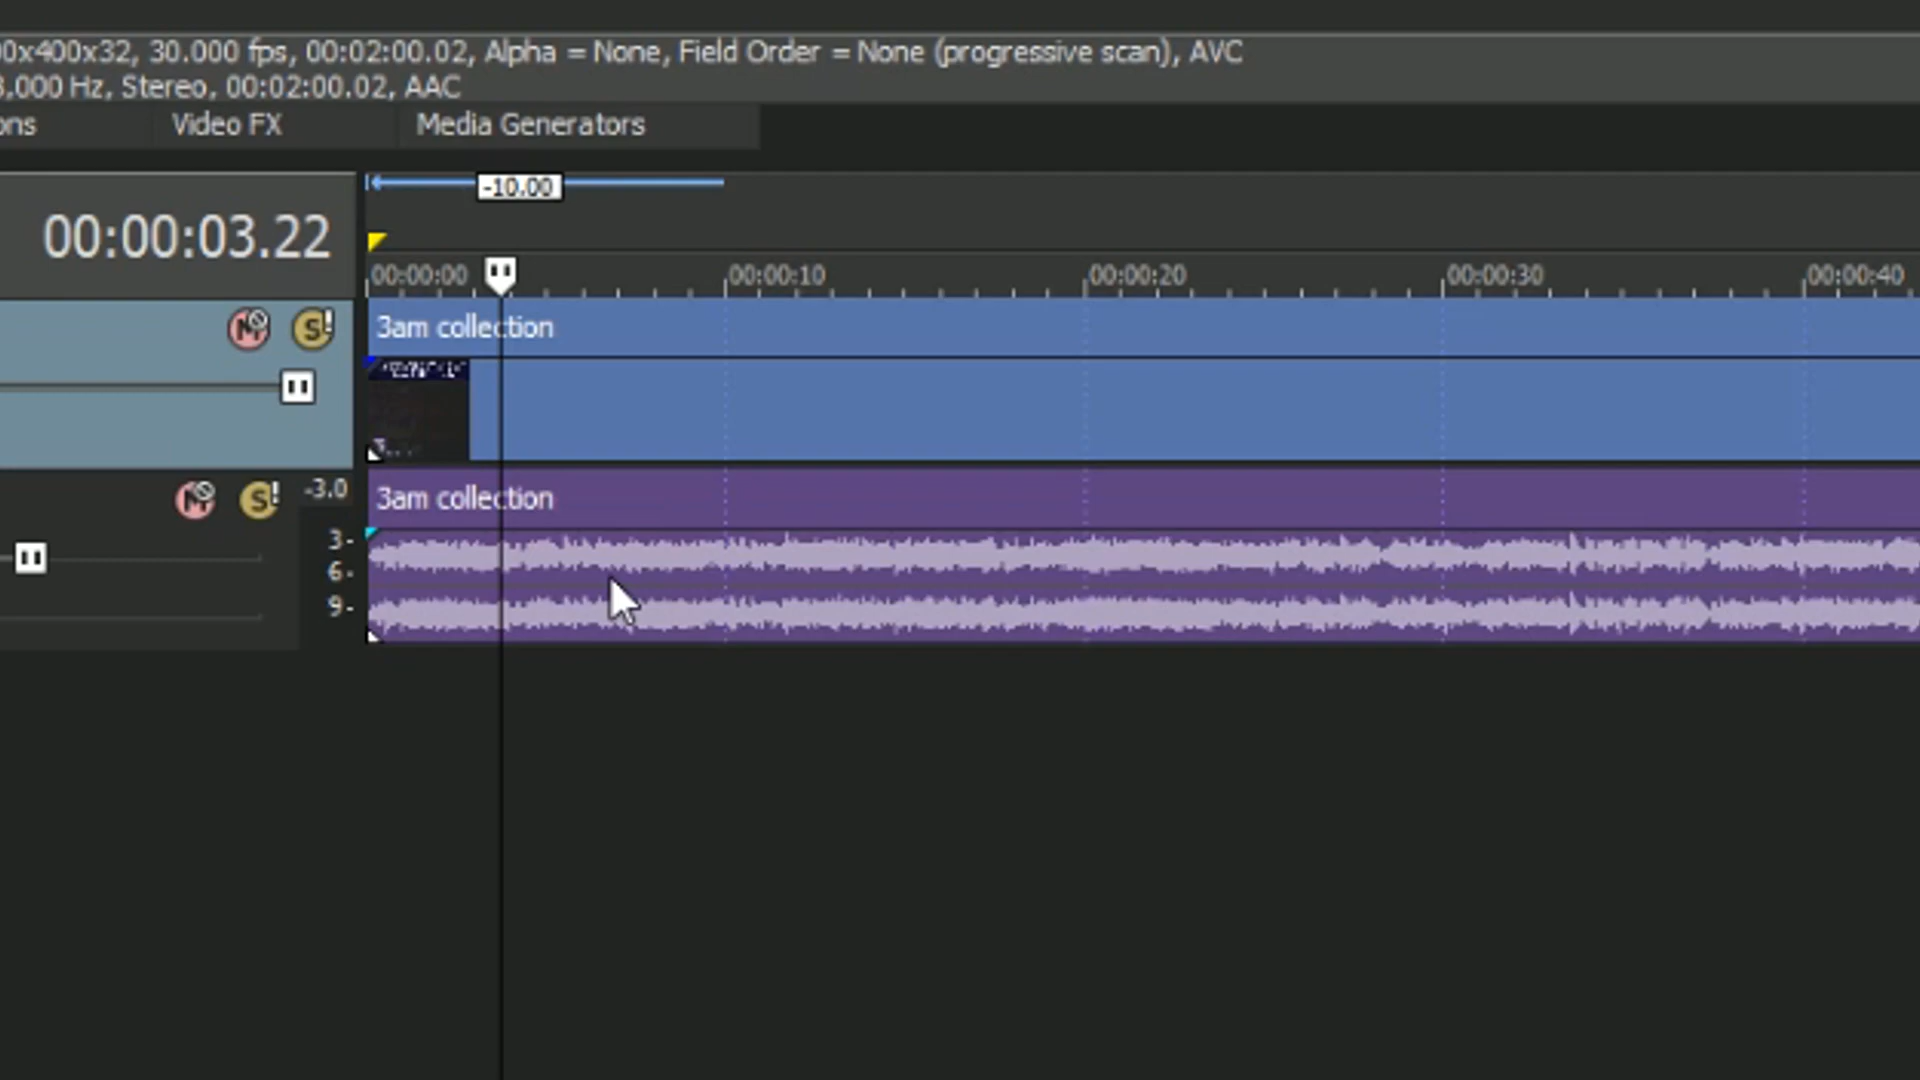 0x400x32, 30.000 fps, 00:02:00.02, Alpha = None, Field Order = None (progressive scan), AVC
,000 Hz, Stereo, 00:02:00.02, AAC
ons Video FX Media Generators
-10.00
00:00:03.22
00:00:00 00:00:10 00:00:20 00:00:30 00:00:40
M S 3am collection
M S -3.0 3am collection
3-
6-
9-